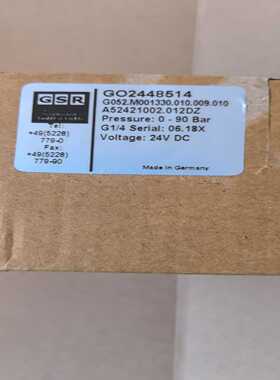 GSR
Tel:
+49(5228)
779-0
Fax:
+49(5228)
779-90
GO2448514
G052.M001330.010.009.010
A52421002.012DZ
Pressure: 0 - 90 Bar
G1/4 Serial: 06.18X
Voltage: 24V DC
Made in Germany